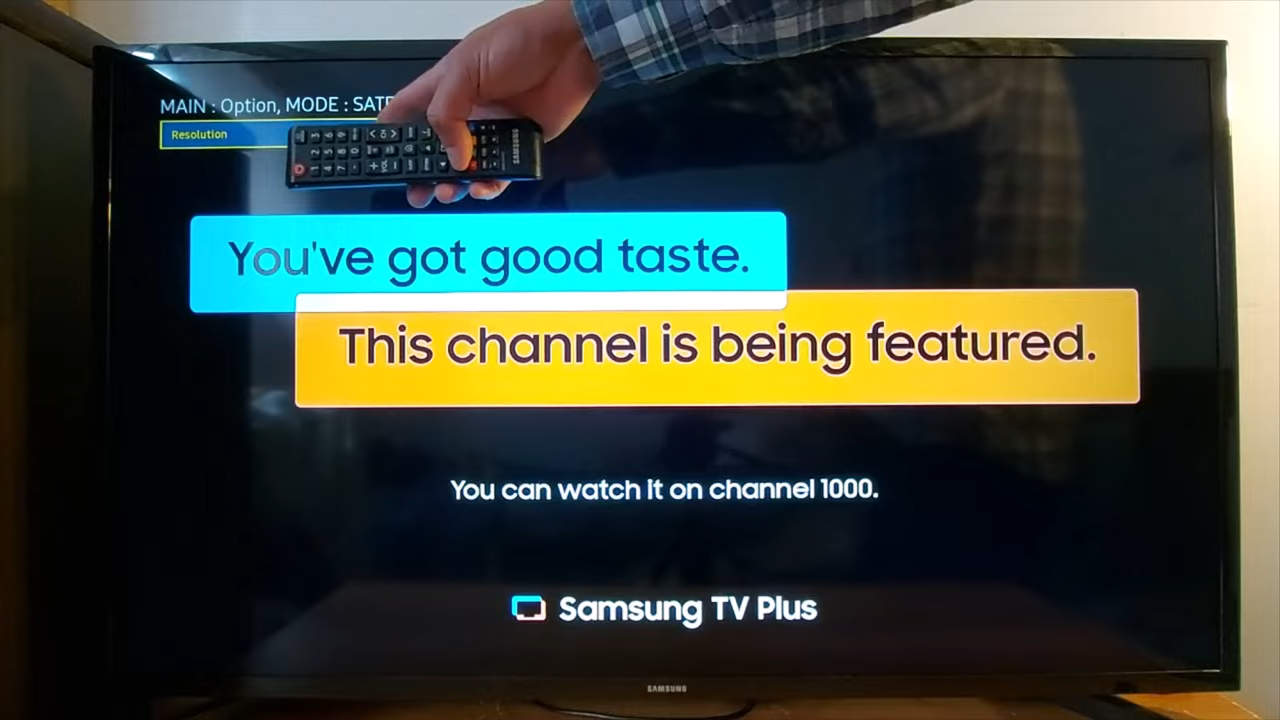 MAIN : Option, MODE : SATE
Resolution
SAMSUNG
You've got good taste.
This channel is being featured.
You can watch it on channel 1000.
Samsung TV Plus
SAMSUNG